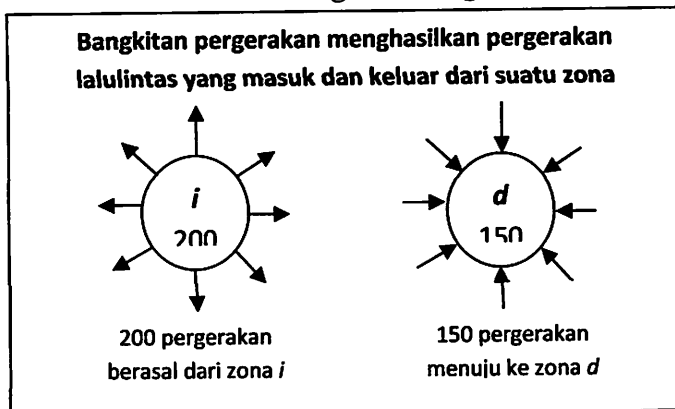 Bangkitan pergerakan menghasilkan pergerakan
lalulintas yang masuk dan keluar dari suatu zona
i
200
d
150
200 pergerakan
berasal dari zona i
150 pergerakan
menuju ke zona d